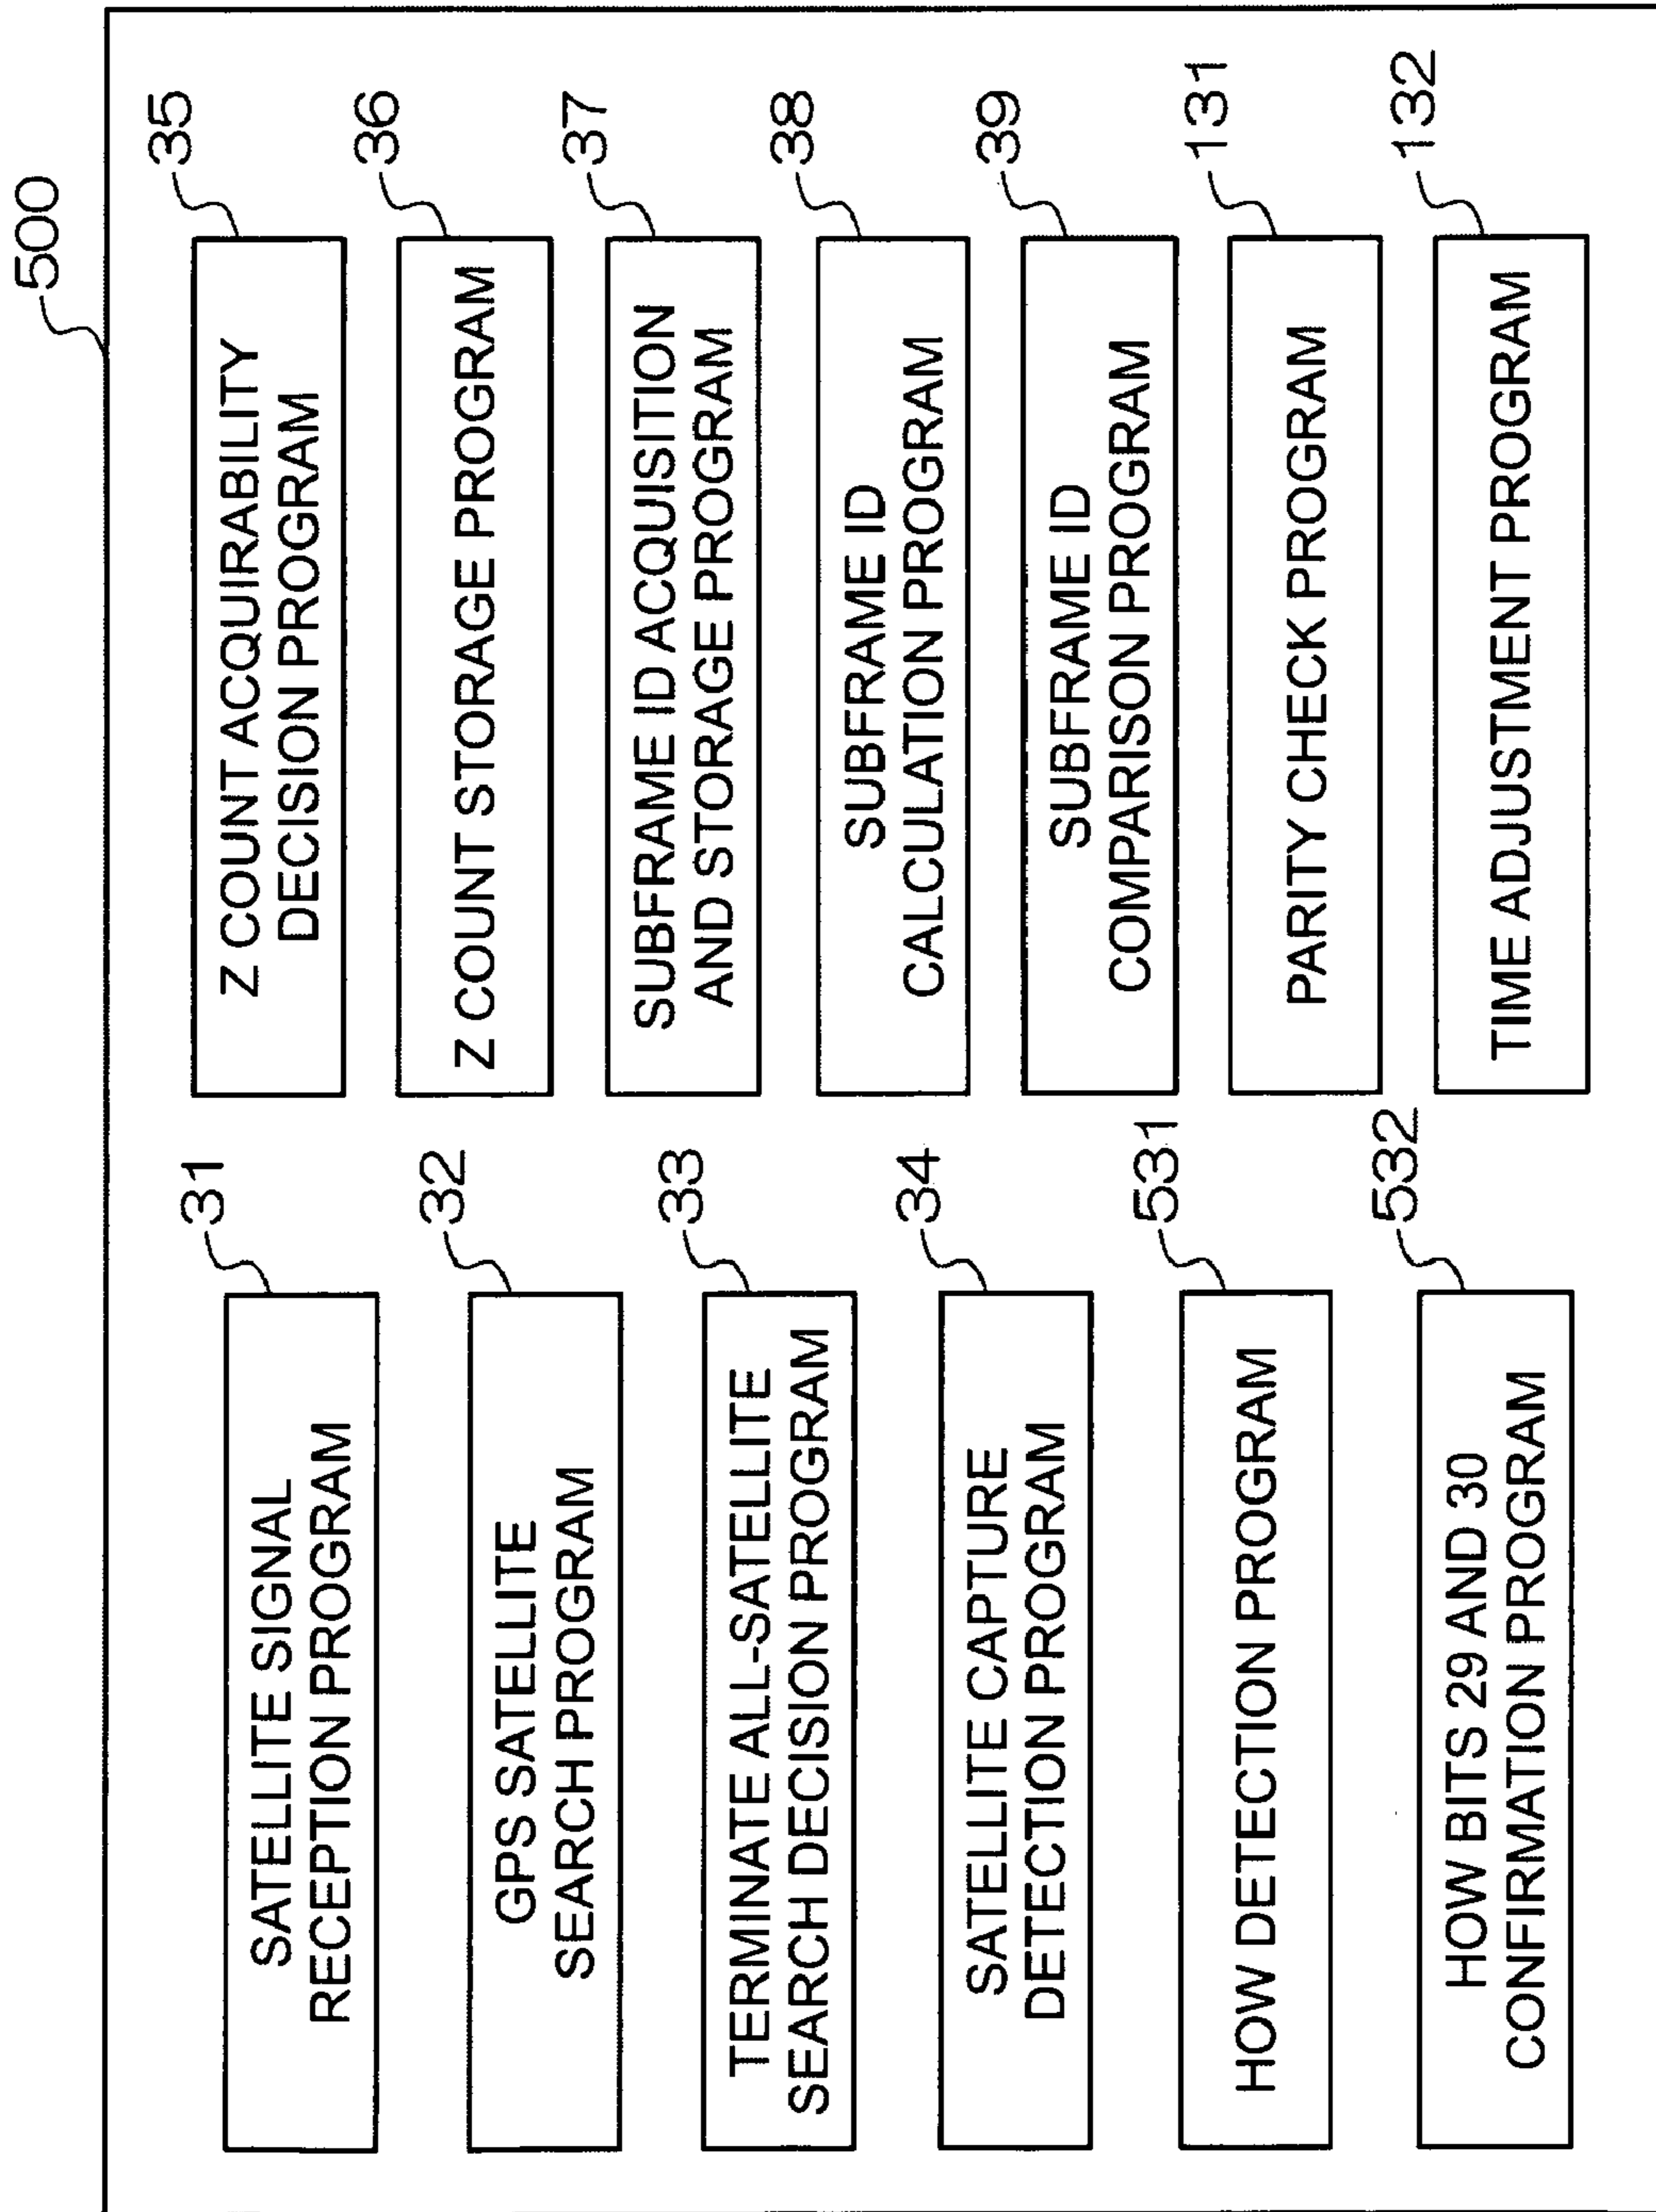 500
31
SATELLITE SIGNAL
RECEPTION PROGRAM
32
GPS SATELLITE
SEARCH PROGRAM
33
TERMINATE ALL-SATELLITE
SEARCH DECISION PROGRAM
34
SATELLITE CAPTURE
DETECTION PROGRAM
531
HOW DETECTION PROGRAM
532
HOW BITS 29 AND 30
CONFIRMATION PROGRAM
35
Z COUNT ACQUIRABILITY
DECISION PROGRAM
36
Z COUNT STORAGE PROGRAM
37
SUBFRAME ID ACQUISITION
AND STORAGE PROGRAM
38
SUBFRAME ID
CALCULATION PROGRAM
39
SUBFRAME ID
COMPARISON PROGRAM
131
PARITY CHECK PROGRAM
132
TIME ADJUSTMENT PROGRAM